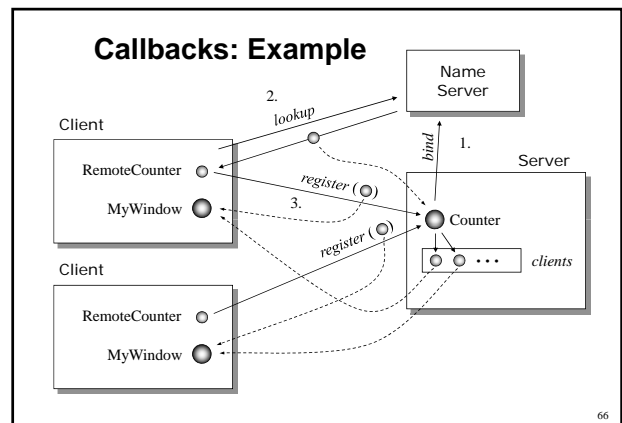 Callbacks: Example
Name
Server
2.
lookup
bind
1.
Client
RemoteCounter
MyWindow
register ( )
3.
register ( )
Server
Counter
clients
• • •
Client
RemoteCounter
MyWindow
66